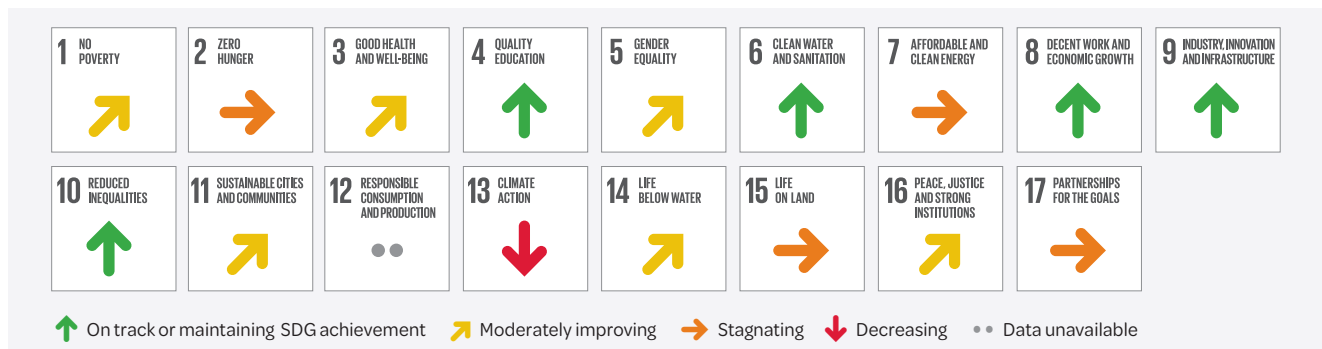 1 NO
POVERTY
2 ZERO
HUNGER
3 GOOD HEALTH
AND WELL-BEING
4 QUALITY
EDUCATION
5 GENDER
EQUALITY
6 CLEAN WATER
AND SANITATION
7 AFFORDABLE AND
CLEAN ENERGY
8 DECENT WORK AND
ECONOMIC GROWTH
9 INDUSTRY, INNOVATION
AND INFRASTRUCTURE
10 REDUCED
INEQUALITIES
11 SUSTAINABLE CITIES
AND COMMUNITIES
12 RESPONSIBLE
CONSUMPTION
AND PRODUCTION
13 CLIMATE
ACTION
14 LIFE
BELOW WATER
15 LIFE
ON LAND
16 PEACE, JUSTICE
AND STRONG
INSTITUTIONS
17 PARTNERSHIPS
FOR THE GOALS
On track or maintaining SDG achievement
Moderately improving
Stagnating
Decreasing
Data unavailable